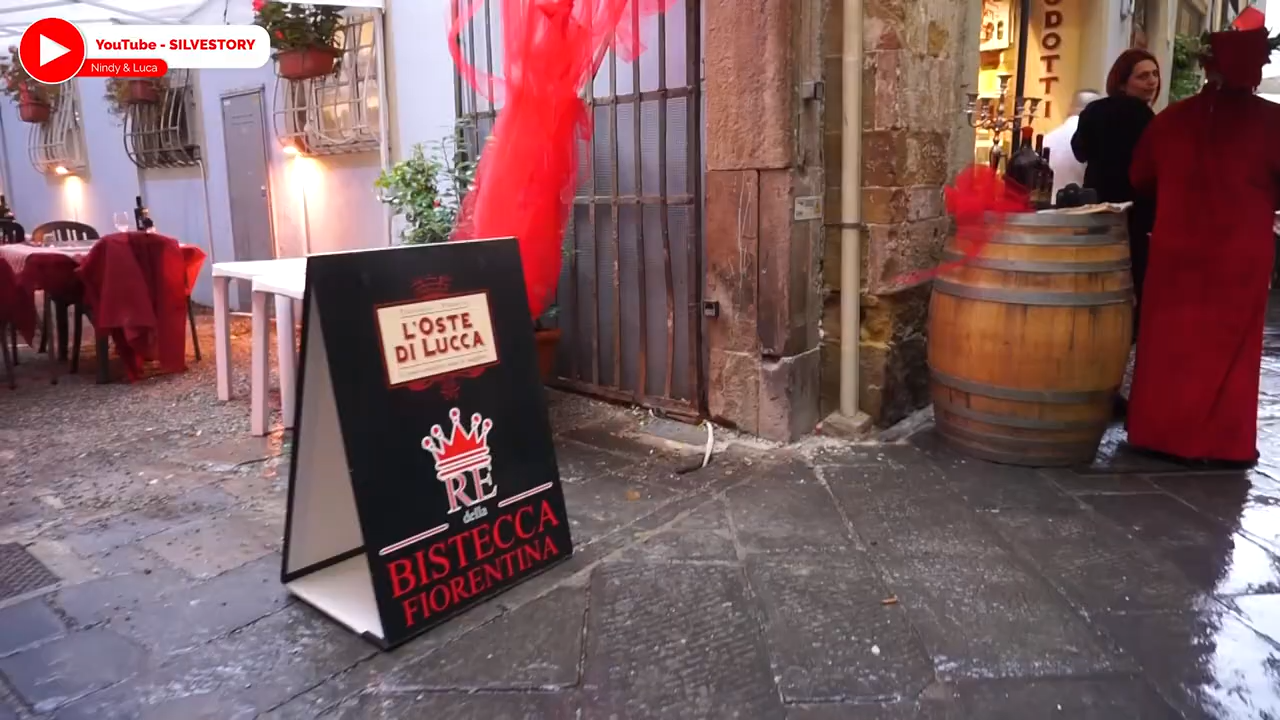 YouTube - SILVESTORY
Nindy & Luca
L'OSTE
DI LUCCA
RE
della
BISTECCA
FIORENTINA
ODOTTI